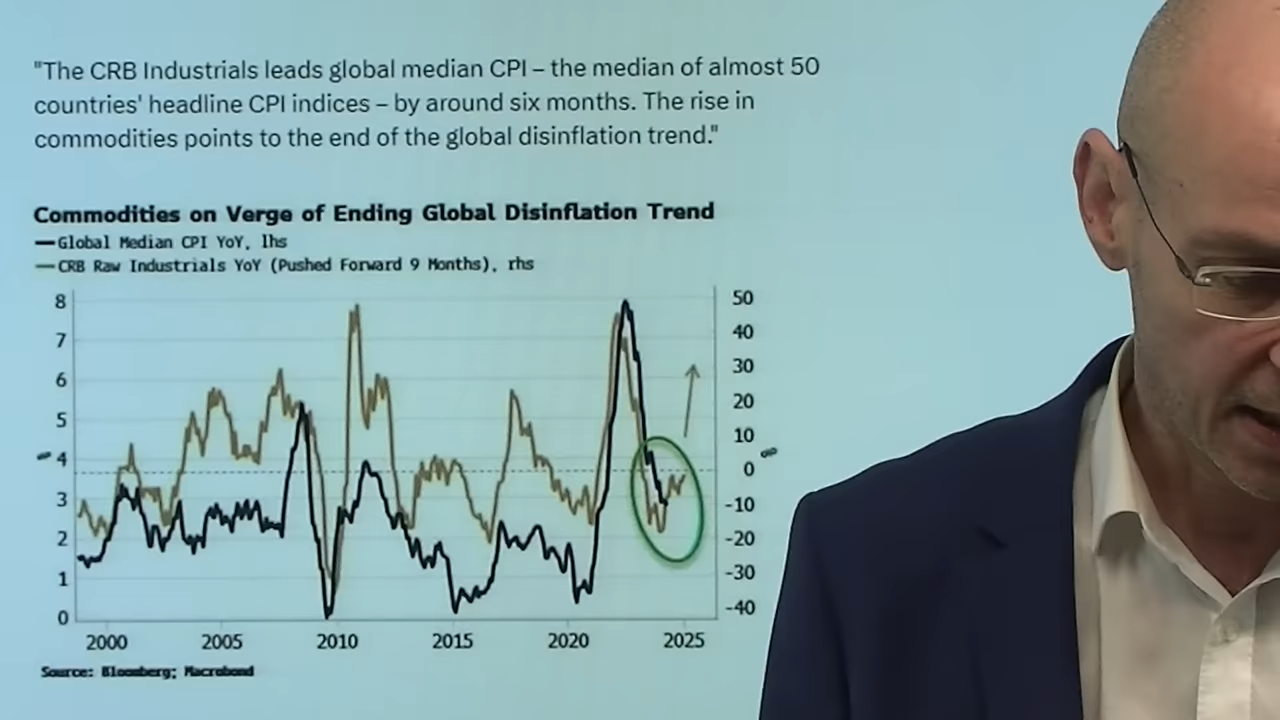 "The CRB Industrials leads global median CPI – the median of almost 50
countries' headline CPI indices – by around six months. The rise in
commodities points to the end of the global disinflation trend."
Commodities on Verge of Ending Global Disinflation Trend
Global Median CPI YoY, lhs
CRB Raw Industrials YoY (Pushed Forward 9 Months), rhs
8 50
7 40
6 30
5 20
4 10
3 0
2 -10
1 -20
0 -30
-40
2000 2005 2010 2015 2020 2025
Source: Bloomberg; Macrobond